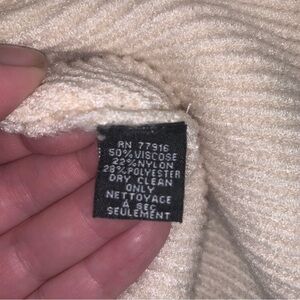 RN 77916
50%VISCOSE
22%NYLON
28%POLYESTER
DRY CLEAN
ONLY
NETTOYAGE
A SEC
SEULEMENT